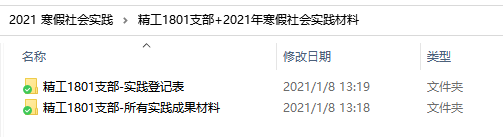 2021 寒假社会实践 › 精工1801支部+2021年寒假社会实践材料
名称 修改日期 类型
精工1801支部-实践登记表 2021/1/8 13:19 文件夹
精工1801支部-所有实践成果材料 2021/1/8 13:18 文件夹